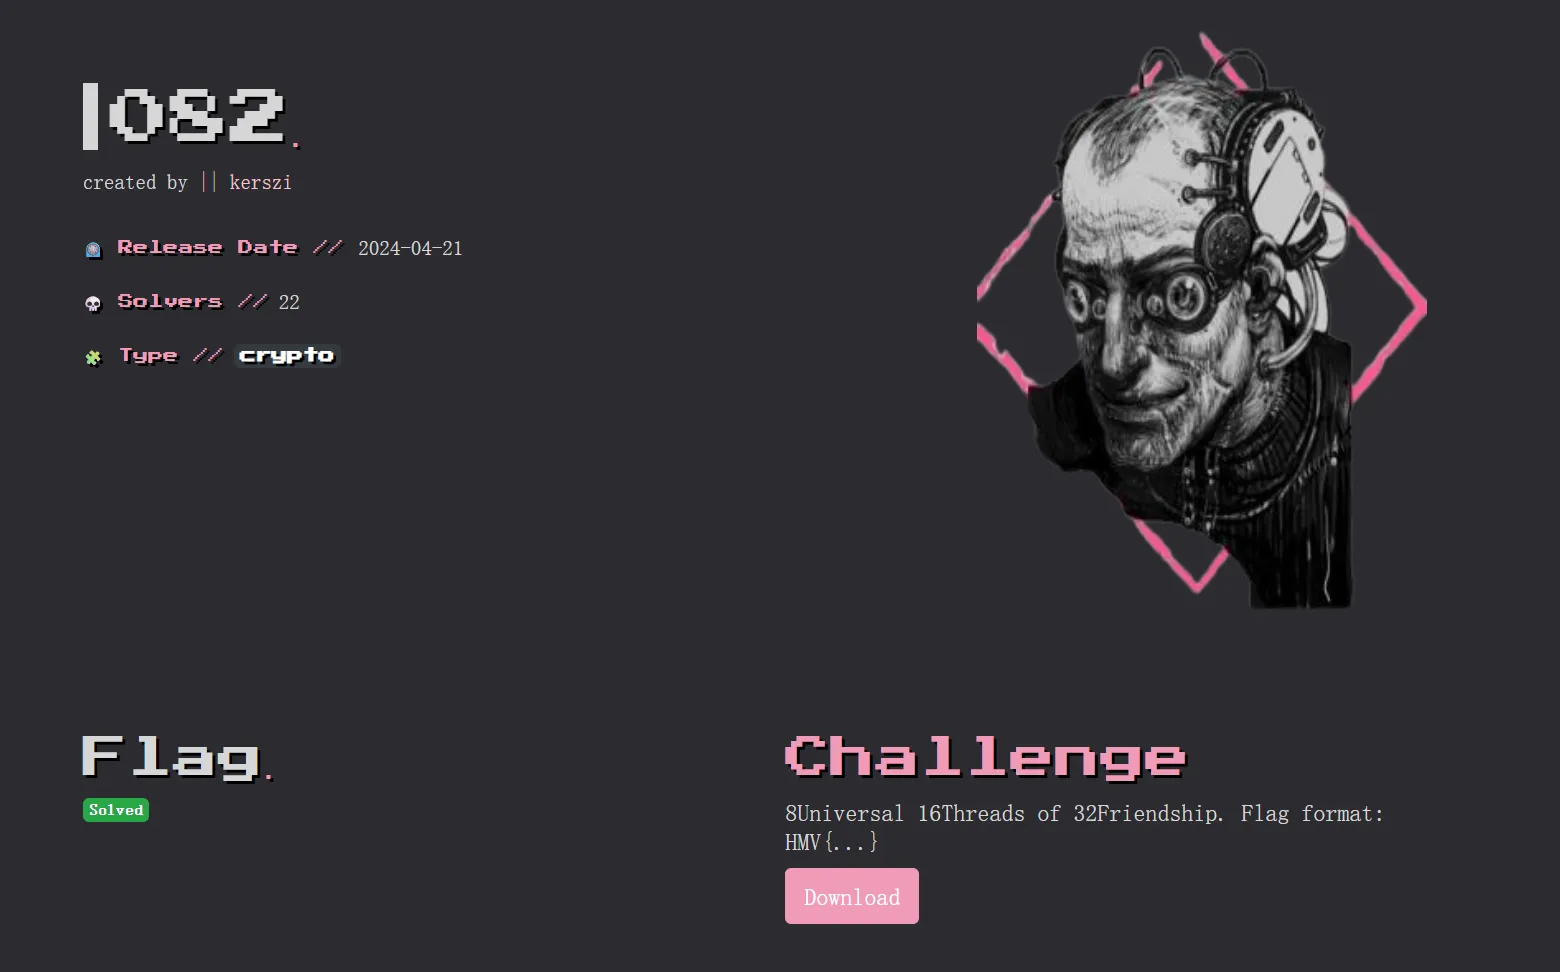 |082.
created by || kerszi
Release Date // 2024-04-21
Solvers // 22
Type // crypto
Flag.
Solved
Challenge
8Universal 16Threads of 32Friendship. Flag format:
HMV{...}
Download